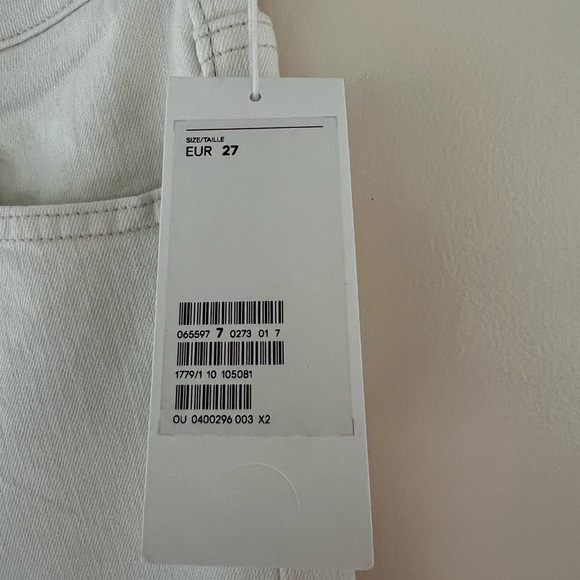 SIZE/TAILLE
EUR 27
065597 7 0273 01 7
1779/1 10 105081
OU 0400296 003 X2